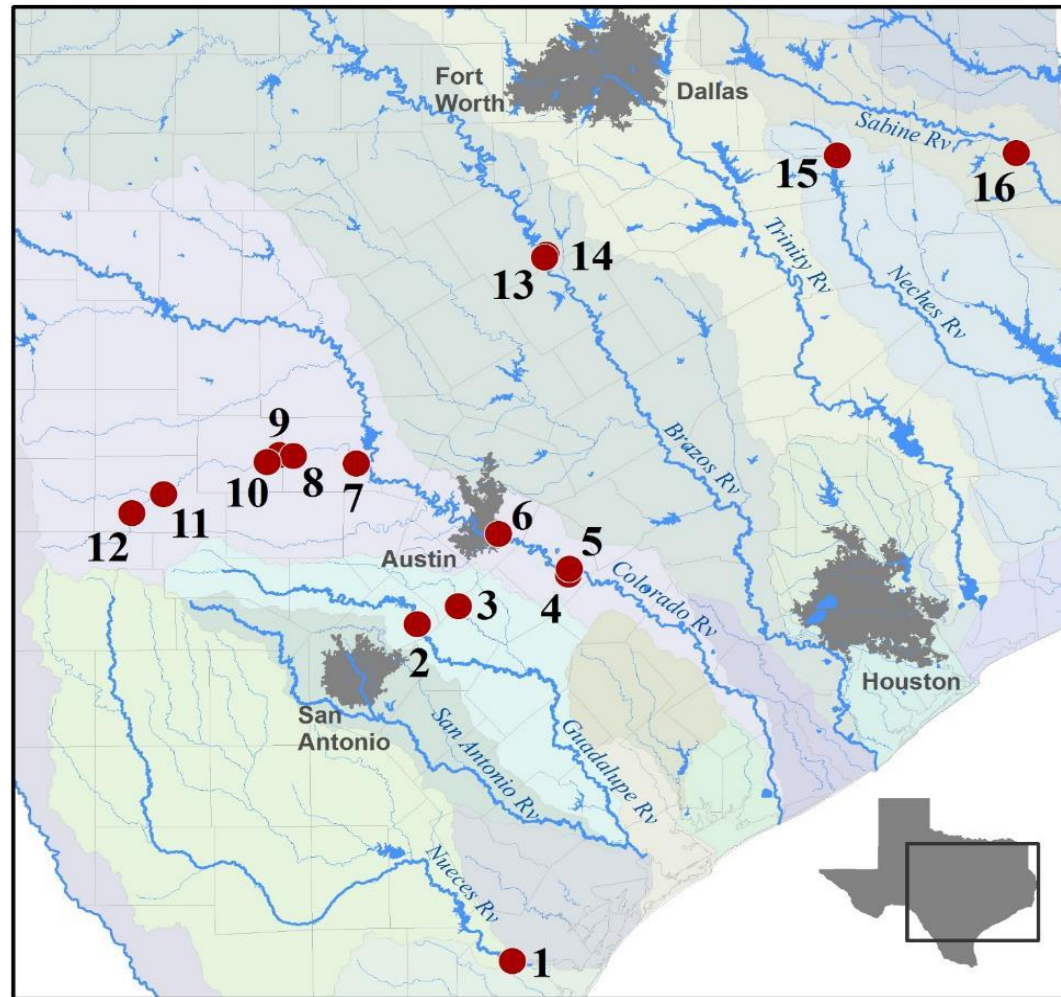 Fort
Worth
Dallas
Sabine Rv
15
16
Trinity Rv
14
13
Neches Rv
9
10
8
7
Brazos Rv
12
11
6
Austin
5
4
Colorado Rv
3
2
Houston
San
Antonio
San Antonio Rv
Guadalupe Rv
Nueces Rv
1